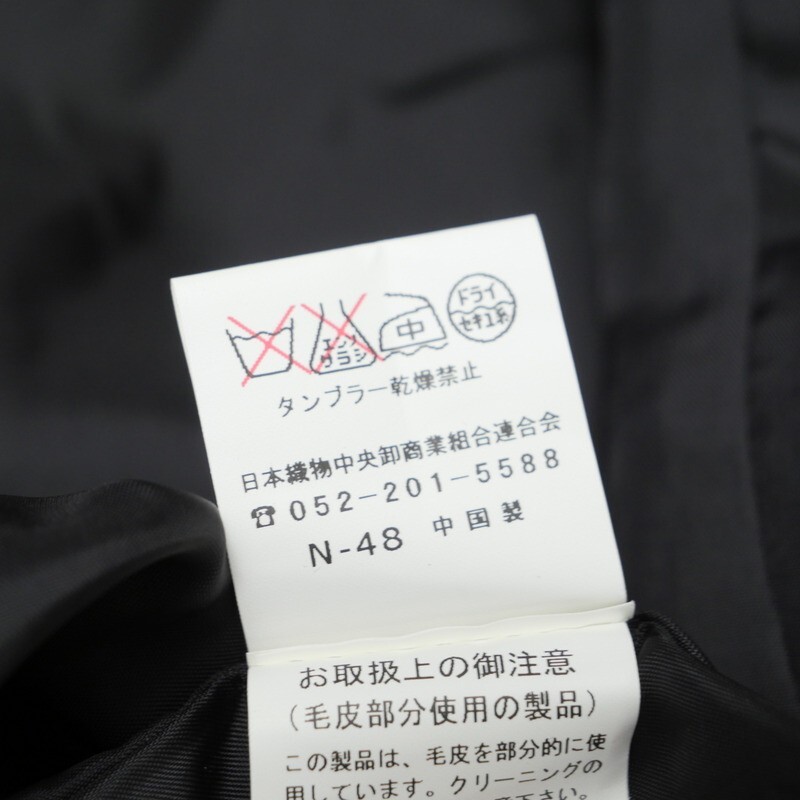 エンソ 中 ドライ
サラシ セキユ系
タンブラー乾燥禁止
日本織物中央卸商業組合連合会
☎052-201-5588
N-48 中国製
お取扱上の御注意
(毛皮部分使用の製品)
この製品は、毛皮を部分的に使
用しています。クリーニングの
下さい。